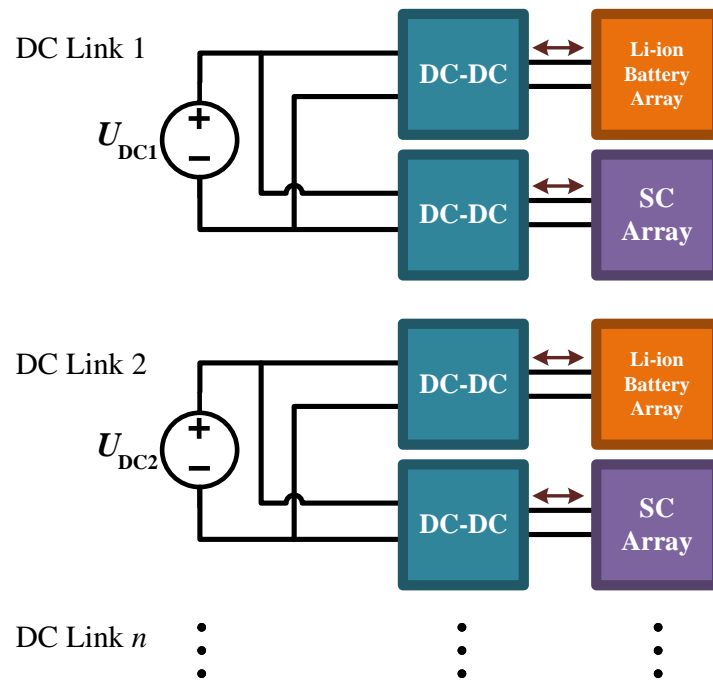 DC Link 1
DC-DC
Li-ion
Battery
Array
+
U_DC1
−
DC-DC
SC
Array
DC Link 2
DC-DC
Li-ion
Battery
Array
+
U_DC2
−
DC-DC
SC
Array
DC Link n